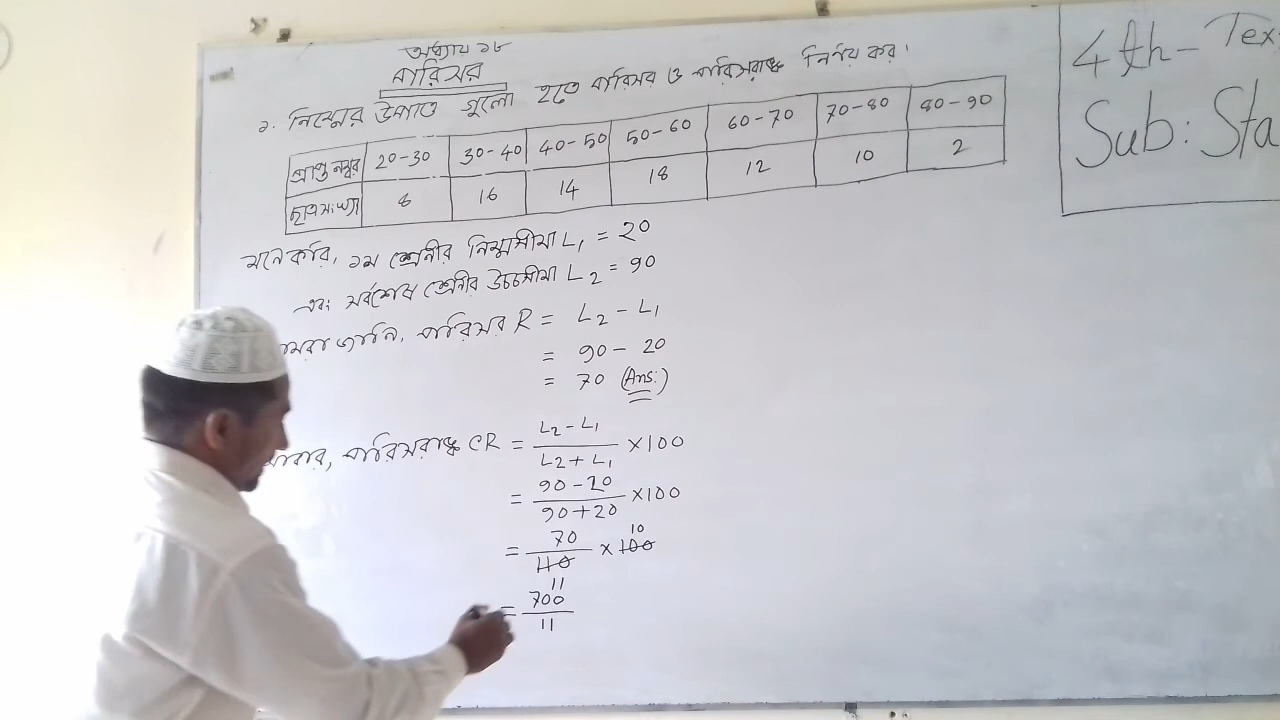 অধ্যায় ১৮
পরিসর
১. নিম্নের উপাত্ত গুলো হতে পরিসর ও পরিসরাঙ্ক নির্ণয় কর।
প্রাপ্ত নম্বর 20-30 30-40 40-50 50-60 60-70 70-80 80-90
ছাত্রসংখ্যা 8 16 14 18 12 10 2
মনেকরি, ১ম শ্রেনীর নিম্মসীমা L₁ = 20
এবং সর্বশেষ শ্রেনীর উচ্চসীমা L₂ = 90
মরা জানি, পরিসর R = L₂ - L₁
= 90 - 20
= 70 (Ans:)
বার, পরিসরাঙ্ক CR = L₂ - L₁ / L₂ + L₁ × 100
= 90 - 20 / 90 + 20 × 100
= 70 / 110 × 100
11 10
= 700 / 11
4th - Tex
Sub: Sta